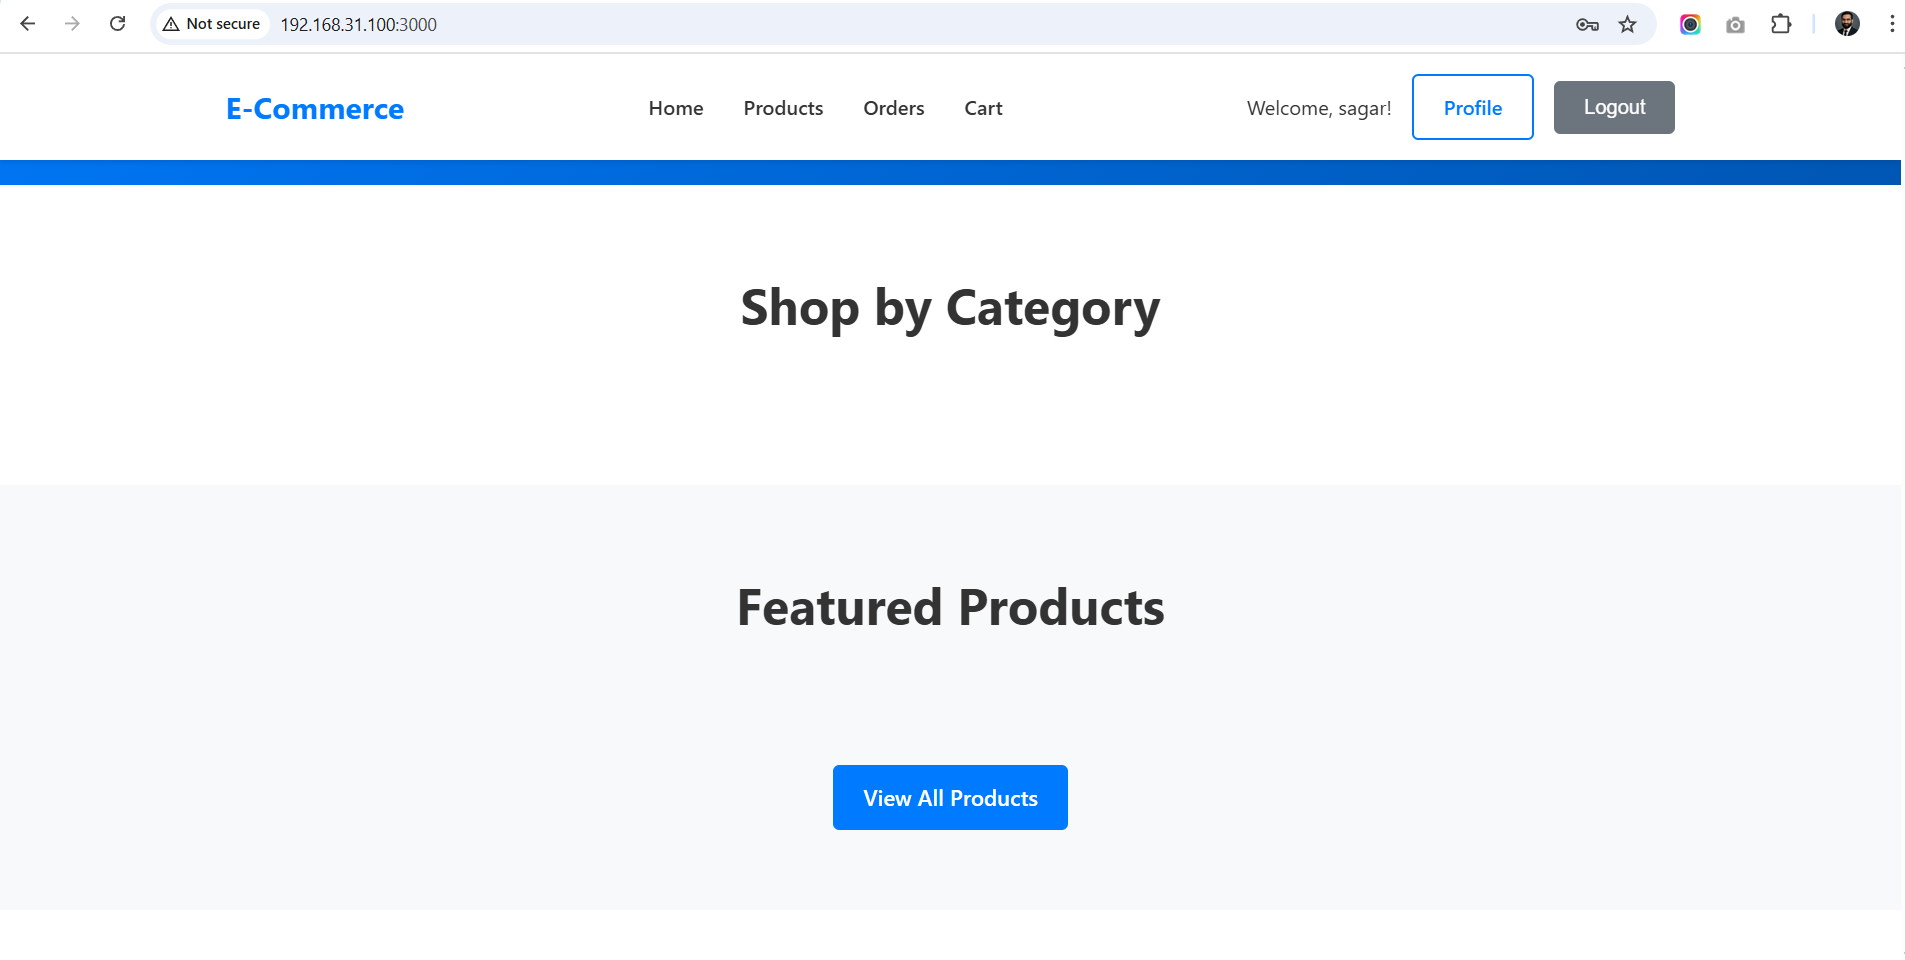 Not secure 192.168.31.100:3000
E-Commerce Home Products Orders Cart Welcome, sagar! Profile Logout
Shop by Category
Featured Products
View All Products